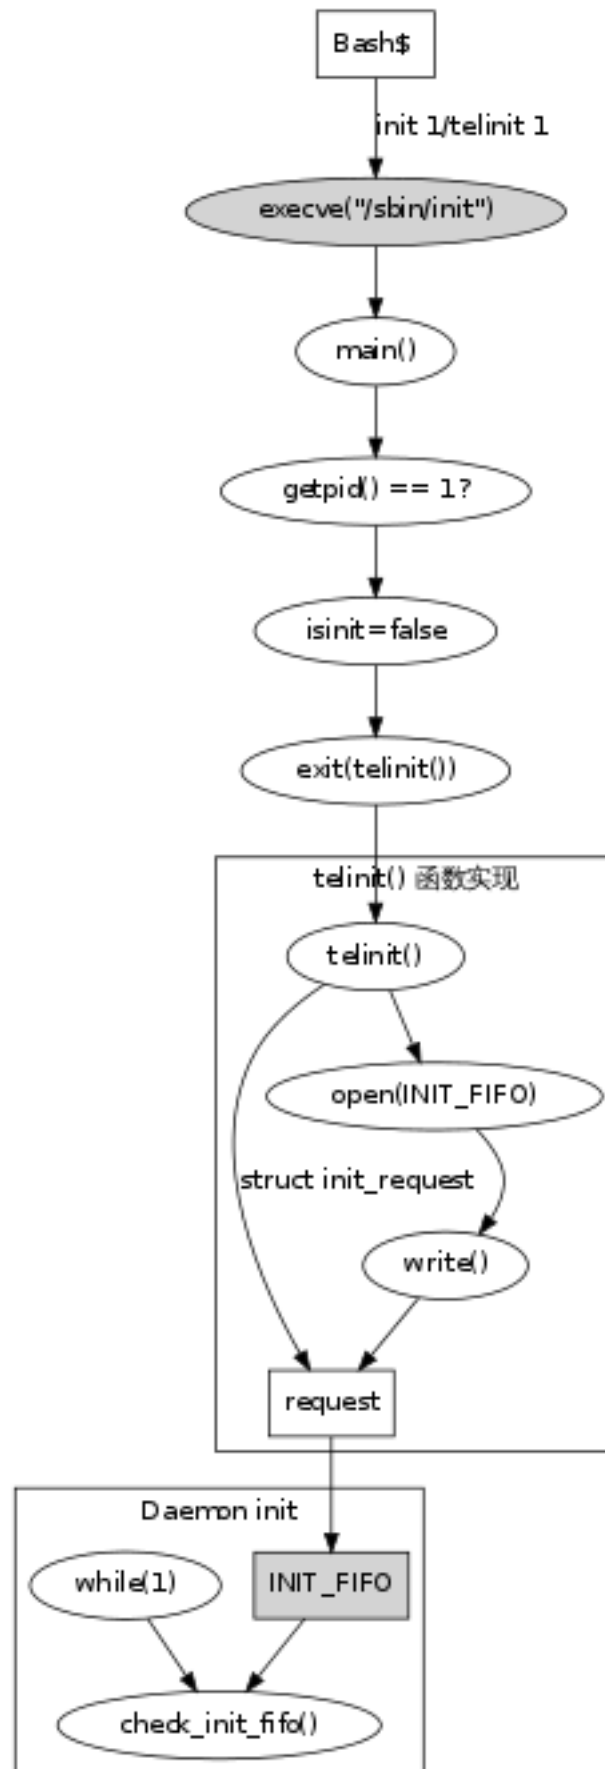 Bash$
init 1/telinit 1
execve("/sbin/init")
main()
getpid() == 1?
isinit=false
exit(telinit())
telinit() 函数实现
telinit()
open(INIT_FIFO)
struct init_request
write()
request
Daemon init
while(1)
INIT_FIFO
check_init_fifo()